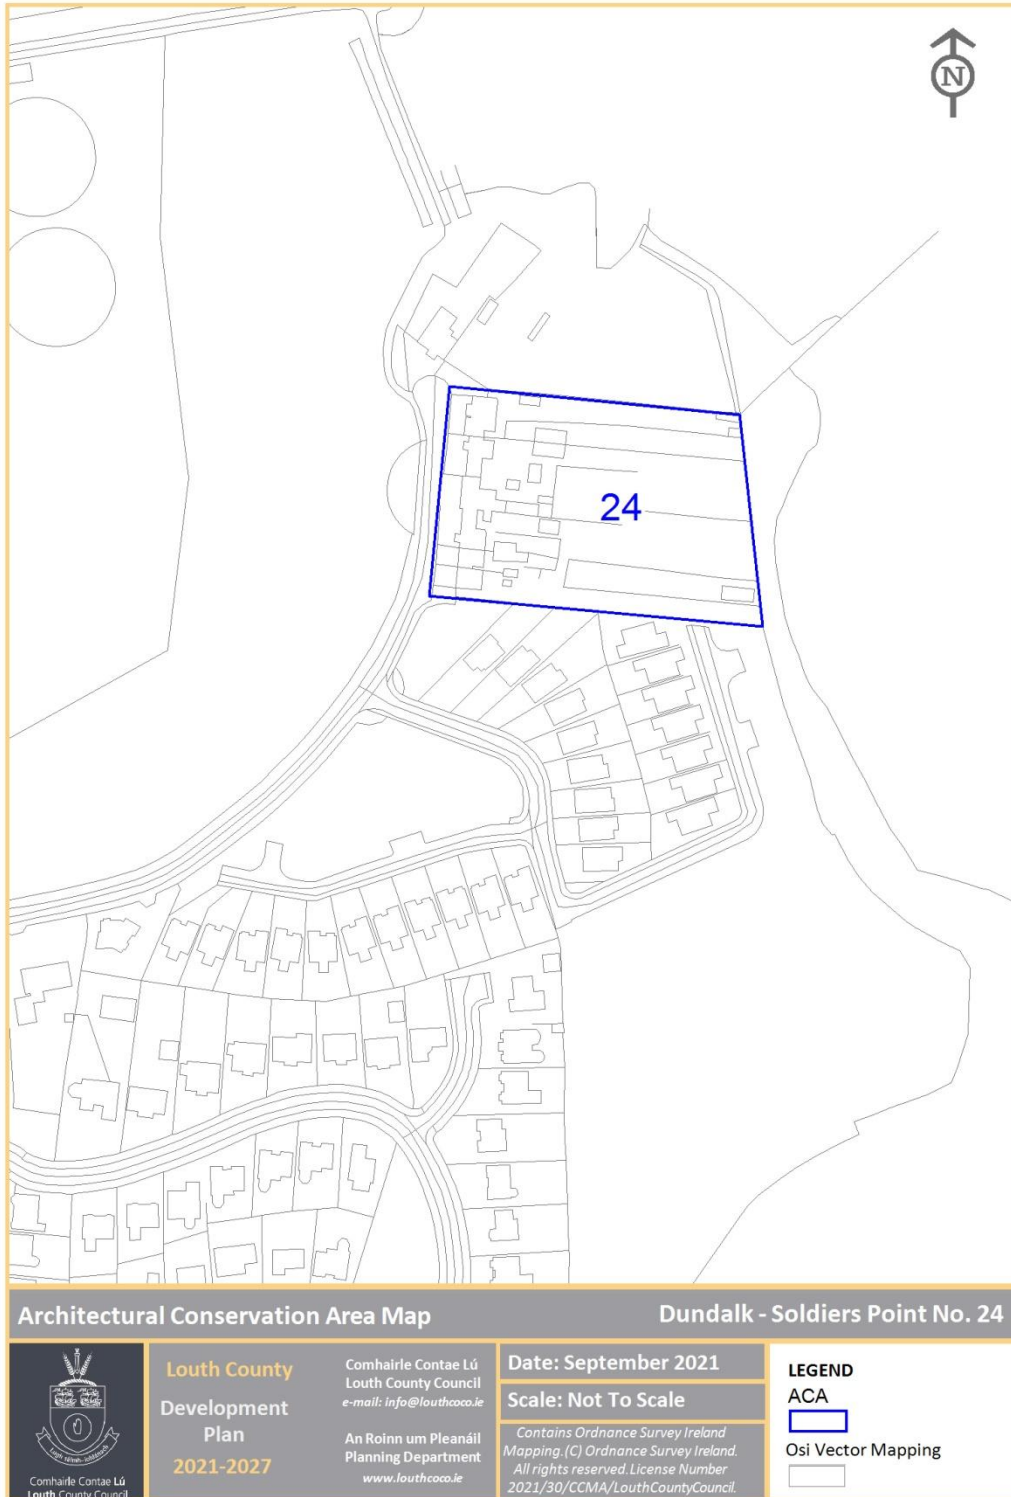 N
24
Architectural Conservation Area Map
Dundalk - Soldiers Point No. 24
Comhairle Contae Lú
Louth County Council
Louth County
Development
Plan
2021-2027
Comhairle Contae Lú
Louth County Council
e-mail: info@louthcoco.ie
An Roinn um Pleanáil
Planning Department
www.louthcoco.ie
Date: September 2021
Scale: Not To Scale
Contains Ordnance Survey Ireland
Mapping.(C) Ordnance Survey Ireland.
All rights reserved.License Number
2021/30/CCMA/LouthCountyCouncil.
LEGEND
ACA
Osi Vector Mapping